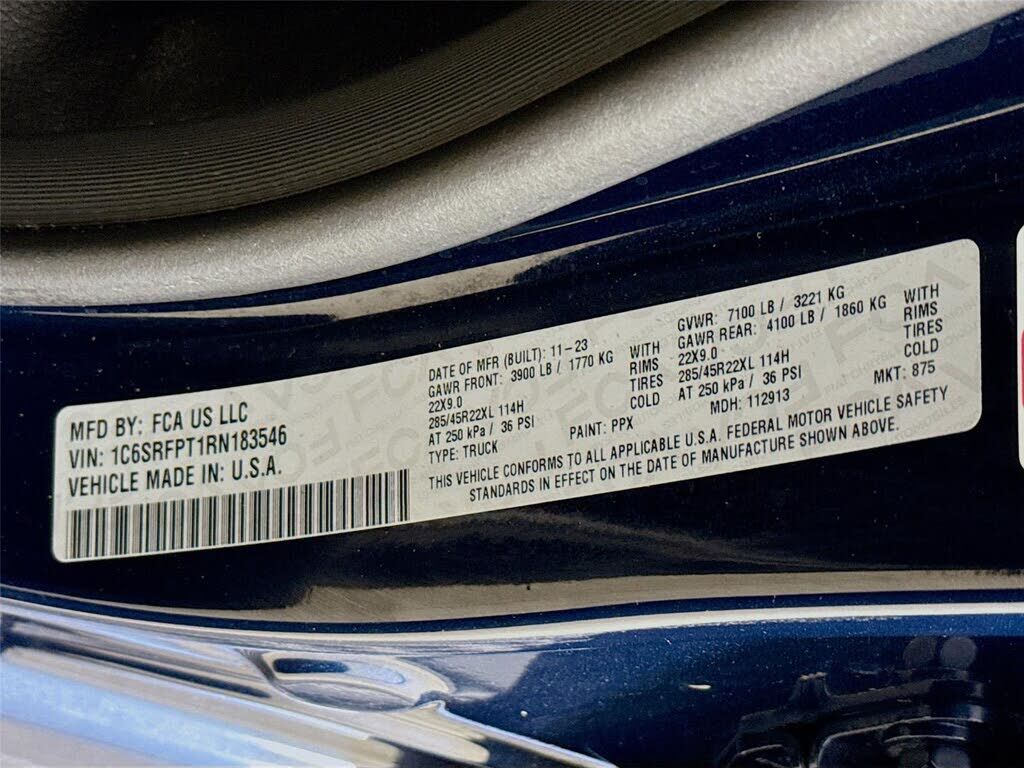 MFD BY: FCA US LLC
VIN: 1C6SRFPT1RN183546
VEHICLE MADE IN: U.S.A.
DATE OF MFR (BUILT): 11-23
GAWR FRONT: 3900 LB / 1770 KG WITH
22X9.0 RIMS
285/45R22XL 114H TIRES
AT 250 kPa / 36 PSI COLD
TYPE: TRUCK PAINT: PPX
GVWR: 7100 LB / 3221 KG
GAWR REAR: 4100 LB / 1860 KG WITH
22X9.0 RIMS
285/45R22XL 114H TIRES
AT 250 kPa / 36 PSI COLD
MDH: 112913 MKT: 875
THIS VEHICLE CONFORMS TO ALL APPLICABLE U.S.A. FEDERAL MOTOR VEHICLE SAFETY
STANDARDS IN EFFECT ON THE DATE OF MANUFACTURE SHOWN ABOVE.